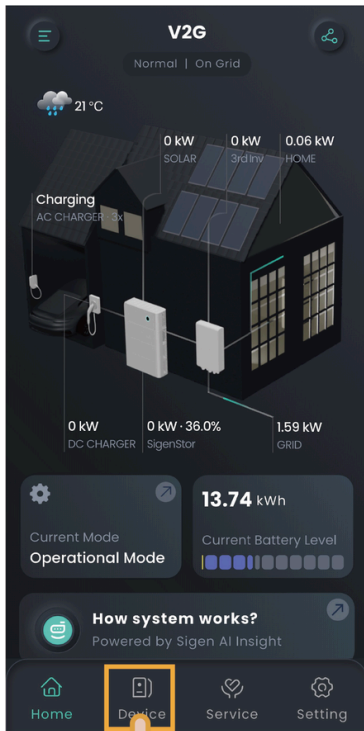 V2G
Normal | On Grid
21 °C
0 kW
SOLAR
0 kW
3rd Inv
0.06 kW
HOME
Charging
AC CHARGER · 3x
0 kW
DC CHARGER
0 kW · 36.0%
SigenStor
1.59 kW
GRID
Current Mode
Operational Mode
13.74 kWh
Current Battery Level
How system works?
Powered by Sigen AI Insight
Home
Device
Service
Setting